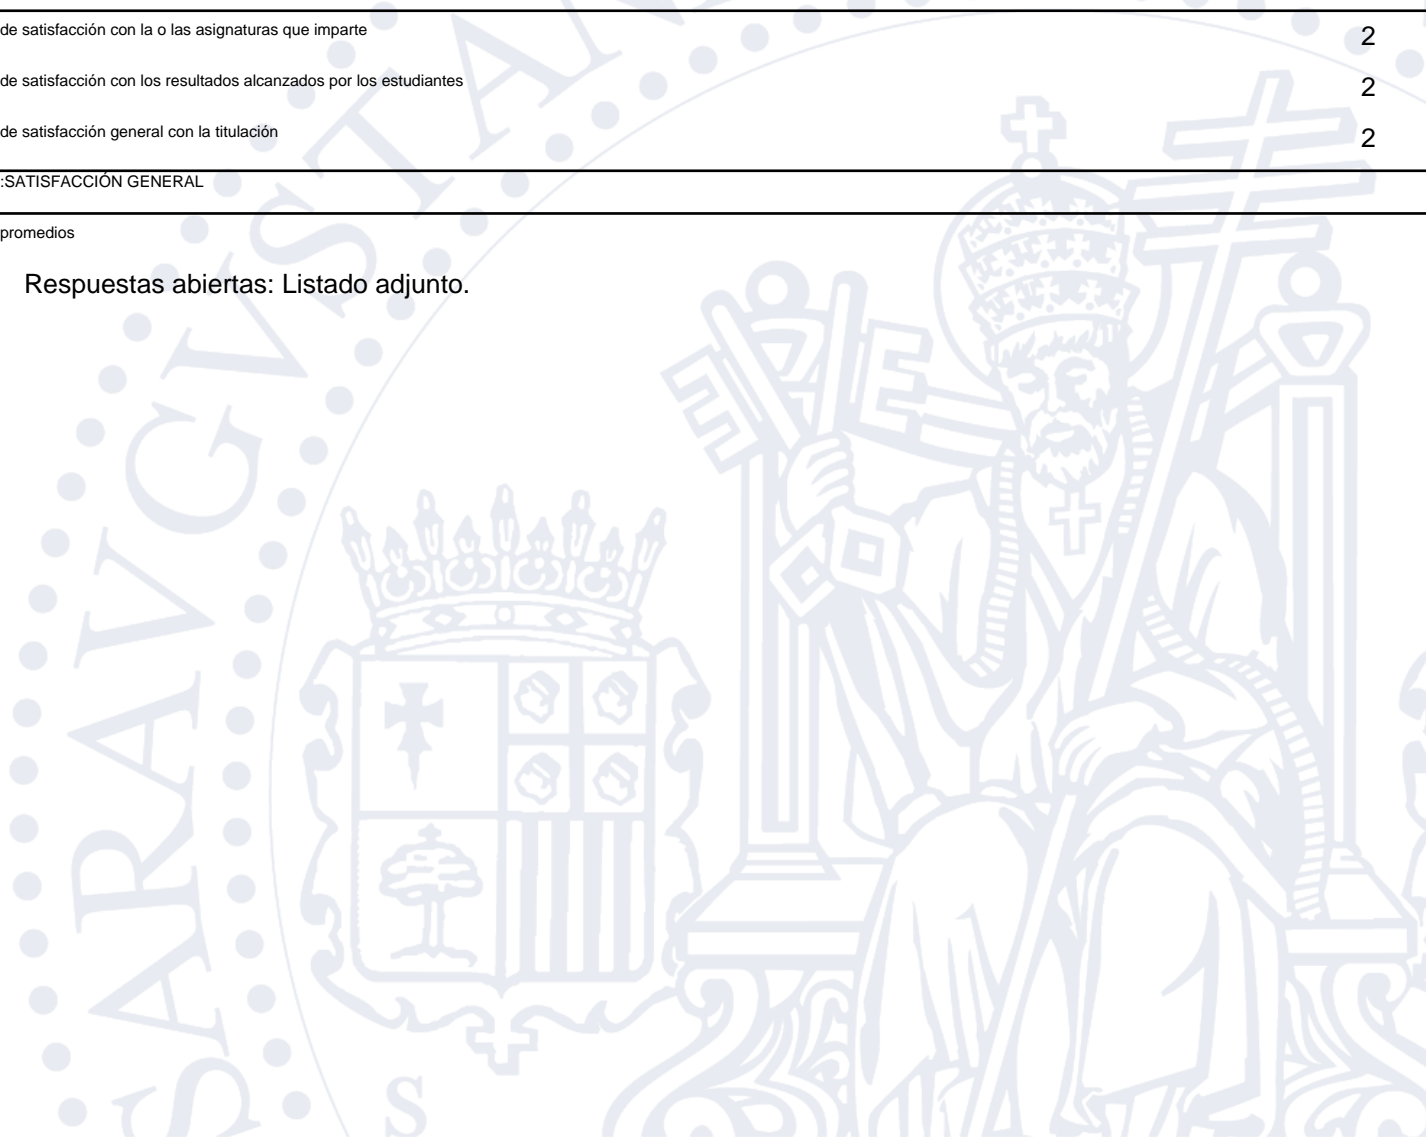 de satisfacción con la o las asignaturas que imparte 2
de satisfacción con los resultados alcanzados por los estudiantes 2
de satisfacción general con la titulación 2
:SATISFACCIÓN GENERAL
promedios
Respuestas abiertas: Listado adjunto.
SARAVGVSTAN
S